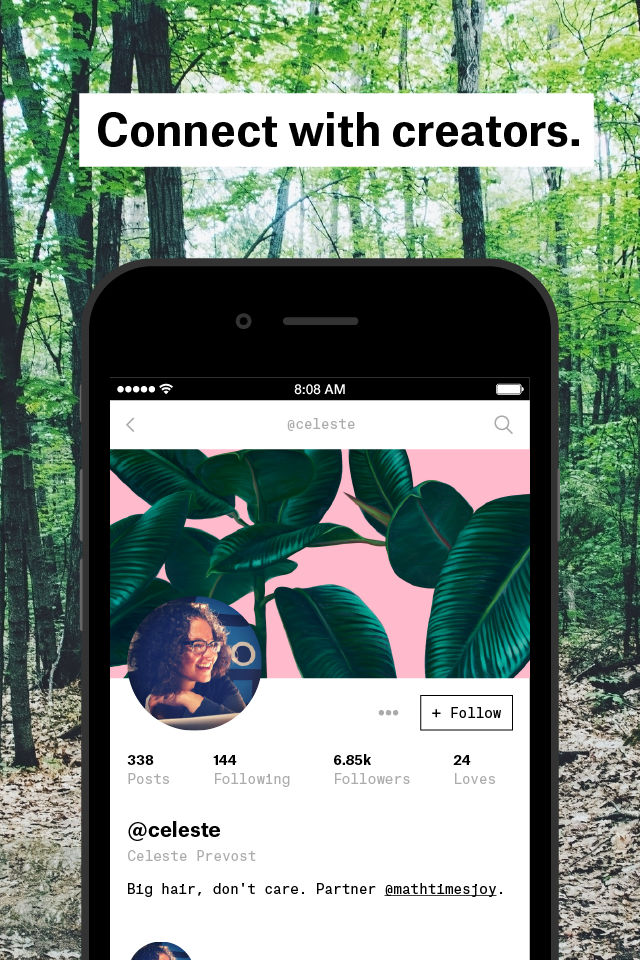 Connect with creators.
8:08 AM
@celeste
+ Follow
338 144 6.85k 24
Posts Following Followers Loves
@celeste
Celeste Prevost
Big hair, don't care. Partner @mathtimesjoy.